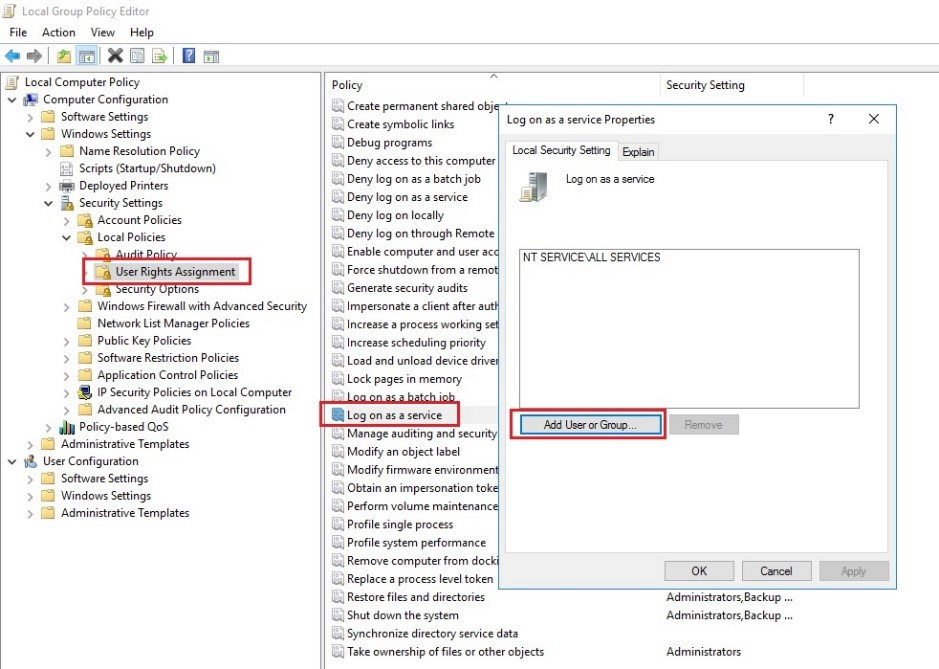 Local Group Policy Editor
File Action View Help
Local Computer Policy
Computer Configuration
Software Settings
Windows Settings
Name Resolution Policy
Scripts (Startup/Shutdown)
Deployed Printers
Security Settings
Account Policies
Local Policies
Audit Policy
User Rights Assignment
Security Options
Windows Firewall with Advanced Security
Network List Manager Policies
Public Key Policies
Software Restriction Policies
Application Control Policies
IP Security Policies on Local Computer
Advanced Audit Policy Configuration
Policy-based QoS
Administrative Templates
User Configuration
Software Settings
Windows Settings
Administrative Templates
Policy Security Setting
Create permanent shared obje
Create symbolic links
Debug programs
Deny access to this computer
Deny log on as a batch job
Deny log on as a service
Deny log on locally
Deny log on through Remote
Enable computer and user acc
Force shutdown from a remot
Generate security audits
Impersonate a client after auth
Increase a process working set
Increase scheduling priority
Load and unload device driver
Lock pages in memory
Log on as a batch job
Log on as a service
Manage auditing and security
Modify an object label
Modify firmware environment
Obtain an impersonation toke
Perform volume maintenance
Profile single process
Profile system performance
Remove computer from docki
Replace a process level token
Restore files and directories Administrators,Backup ...
Shut down the system Administrators,Backup ...
Synchronize directory service data
Take ownership of files or other objects Administrators
Log on as a service Properties ?
Local Security Setting Explain
Log on as a service
NT SERVICE\ALL SERVICES
Add User or Group... Remove
OK Cancel Apply